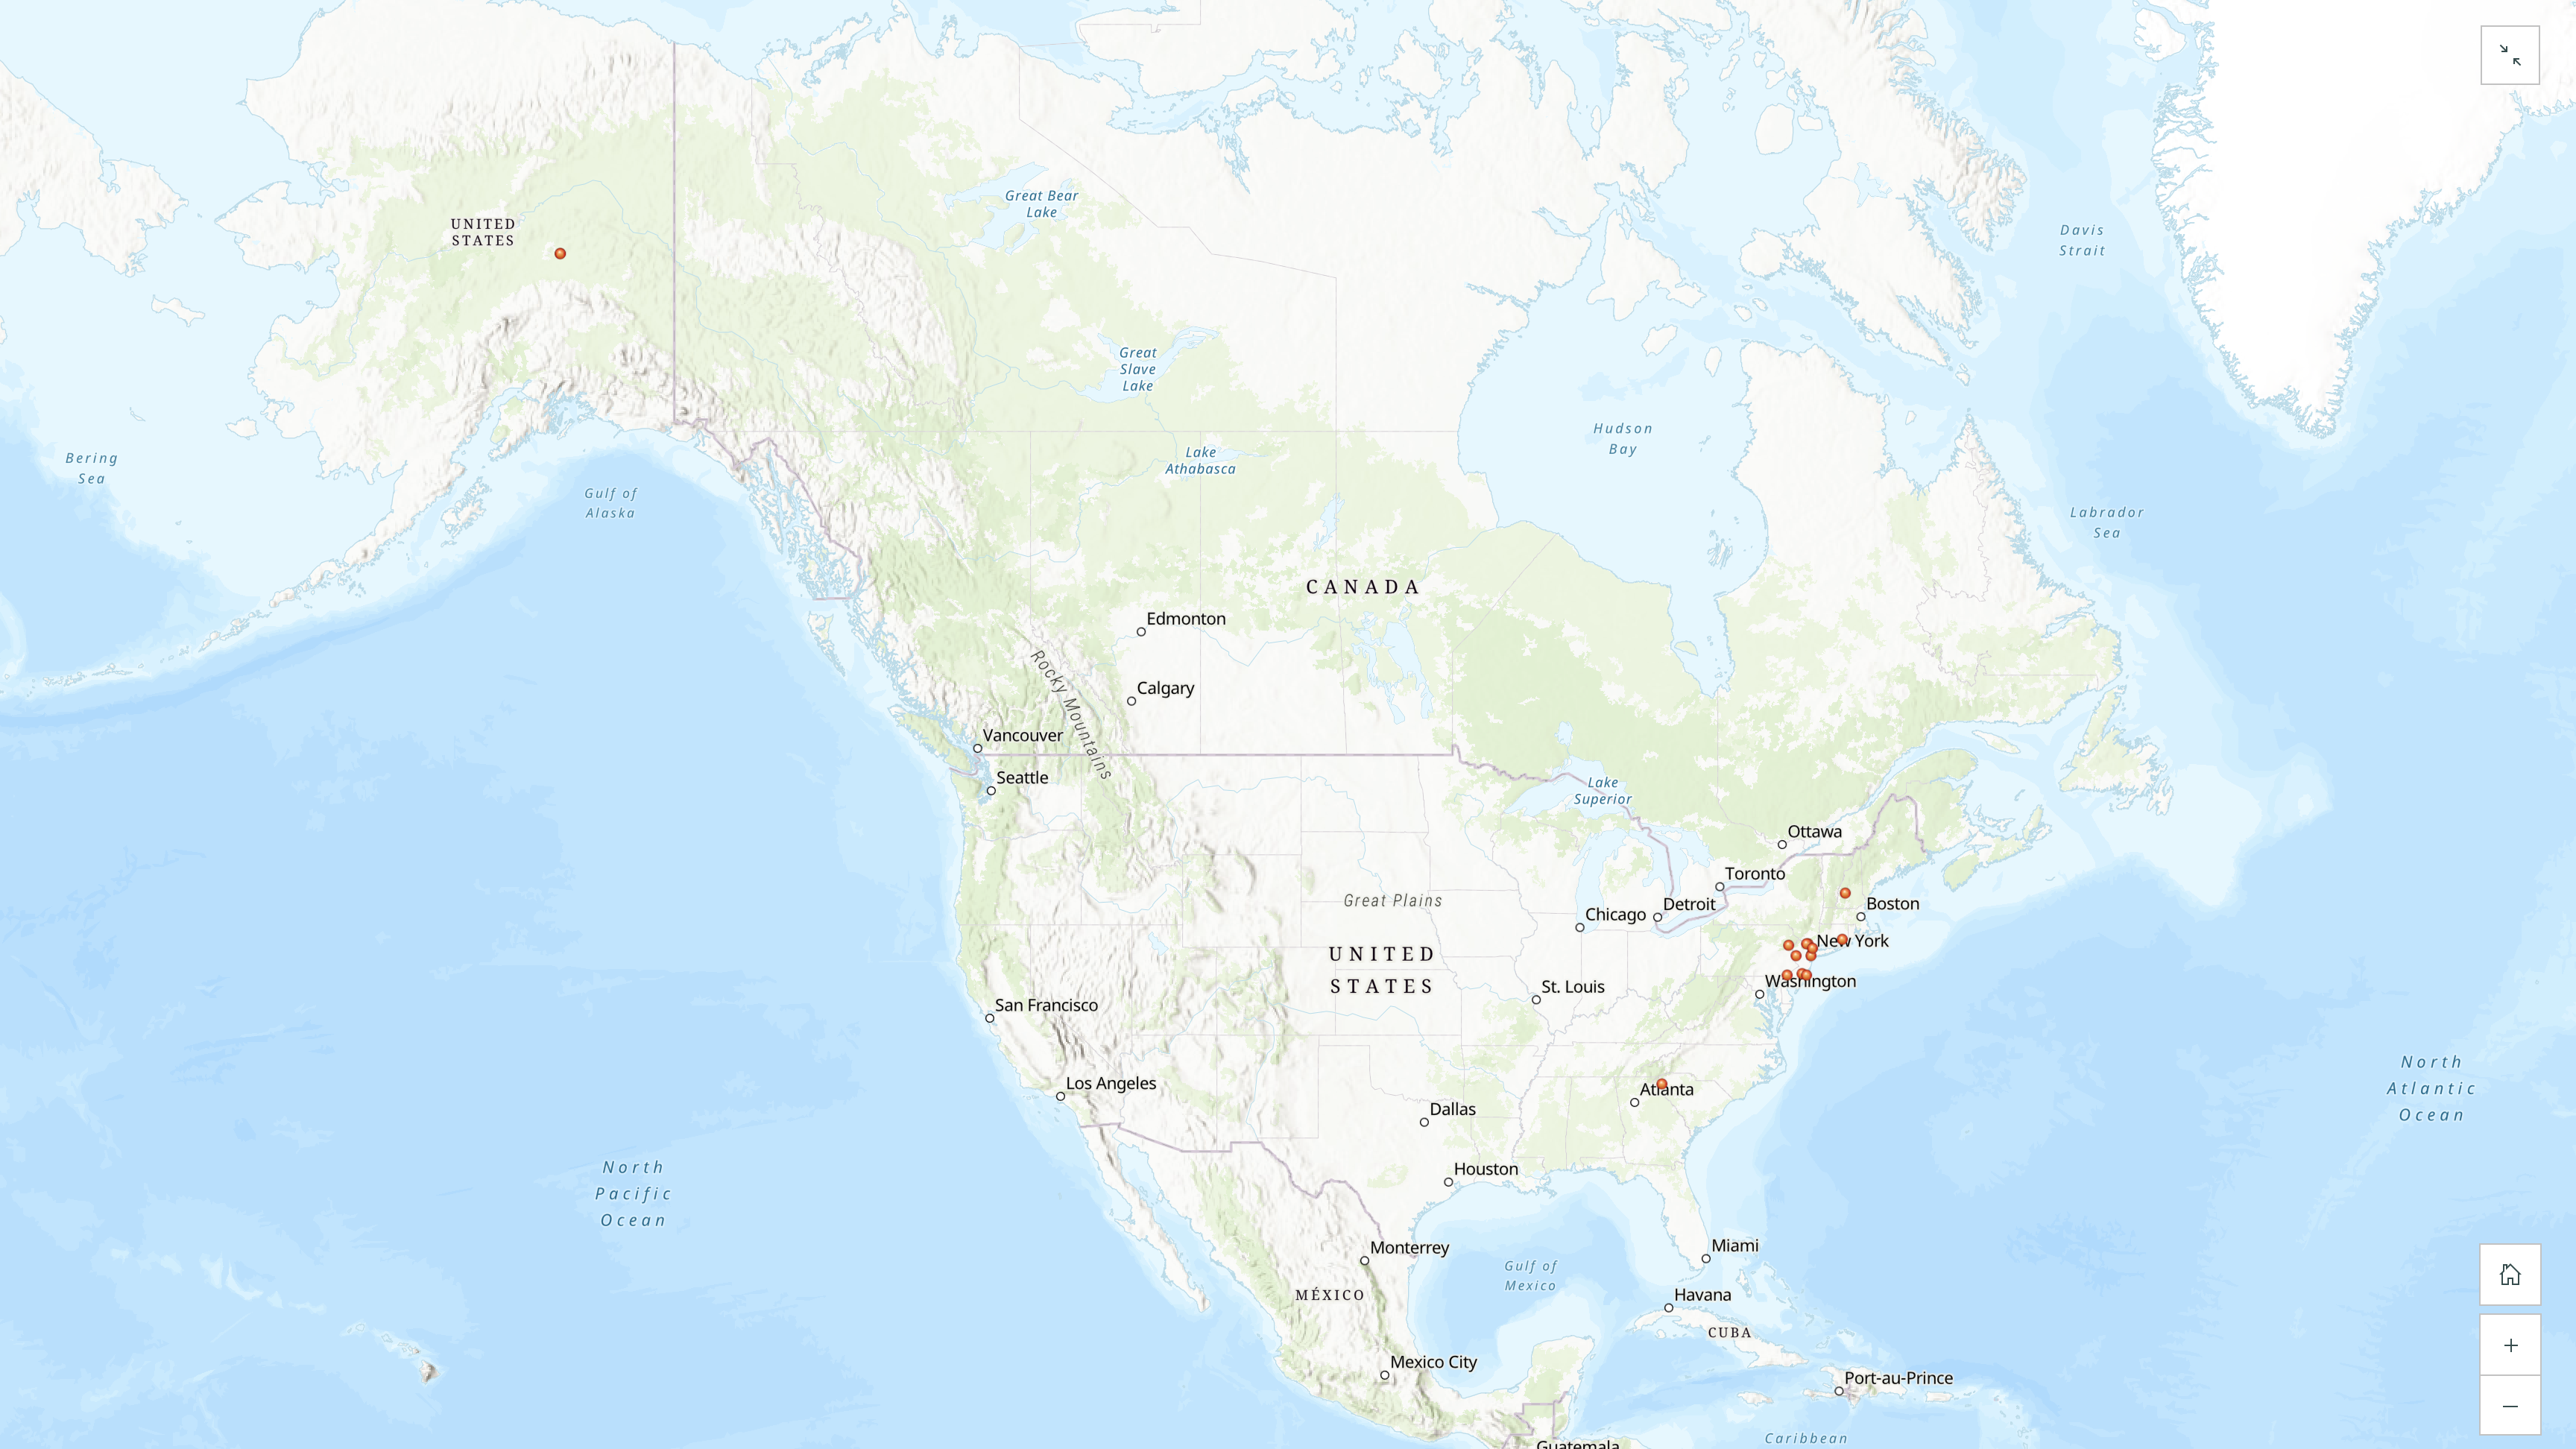 Great Bear
Lake
UNITED
STATES
Davis
Strait
Great
Slave
Lake
Hudson
Bay
Lake
Athabasca
Bering
Sea
Gulf of
Alaska
Labrador
Sea
CANADA
Edmonton
Rocky Mountains
Calgary
Vancouver
Seattle
Lake
Superior
Ottawa
Toronto
Great Plains
Detroit
Boston
Chicago
New York
UNITED
STATES
Washington
St. Louis
San Francisco
North
Atlantic
Ocean
Los Angeles
Atlanta
Dallas
North
Pacific
Ocean
Houston
Monterrey
Miami
Gulf of
Mexico
MÉXICO
Havana
CUBA
Mexico City
Port-au-Prince
Caribbean
Guatemala